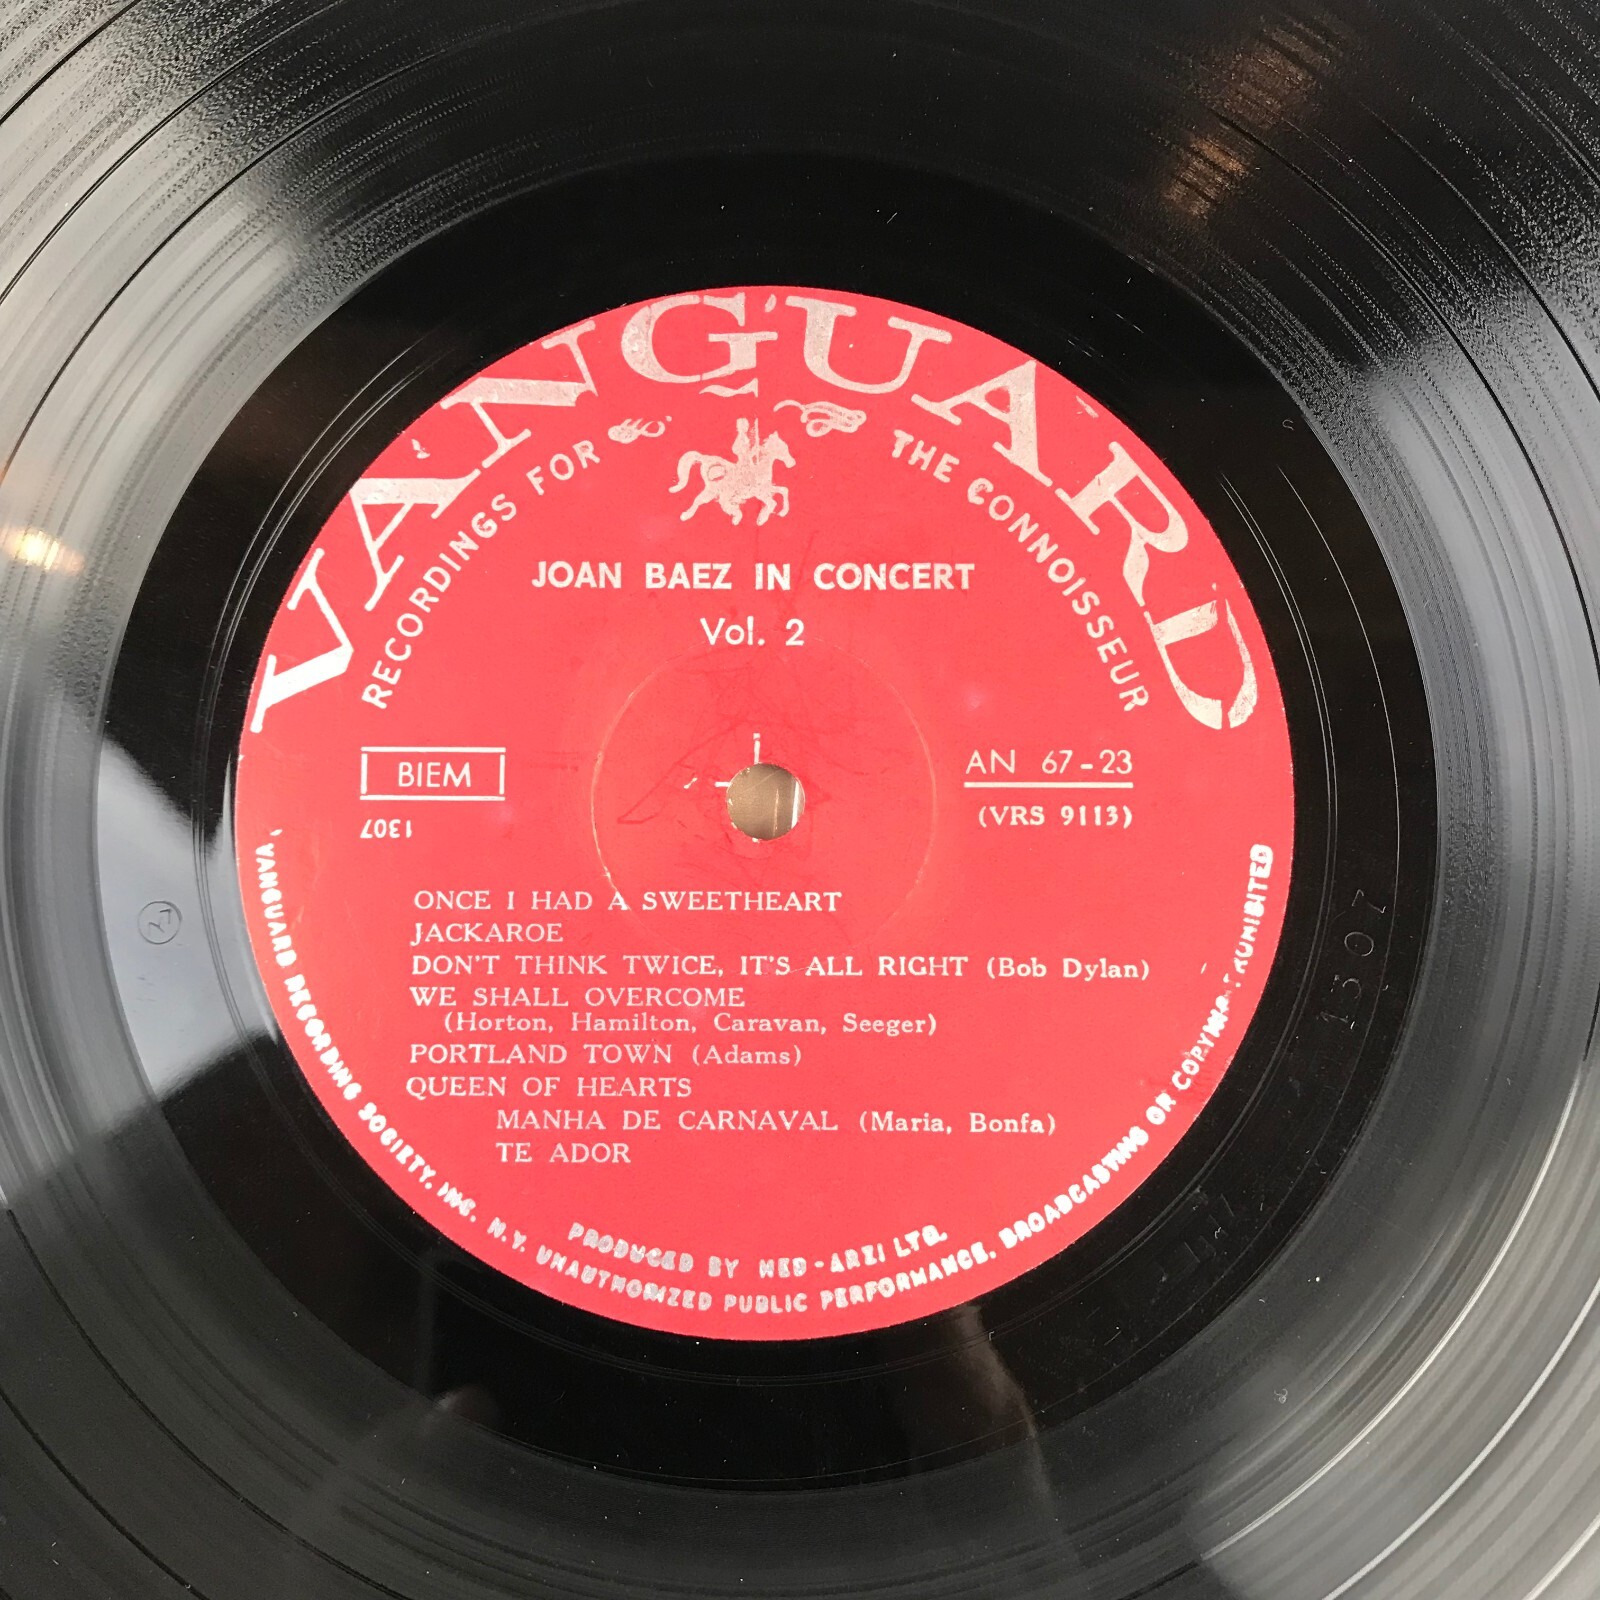 VANGUARD
RECORDINGS FOR THE CONNOISSEUR
JOAN BAEZ IN CONCERT
Vol. 2
BIEM
AN 67-23
1307
(VRS 9113)
ONCE I HAD A SWEETHEART
JACKAROE
DON'T THINK TWICE, IT'S ALL RIGHT (Bob Dylan)
WE SHALL OVERCOME
(Horton, Hamilton, Caravan, Seeger)
PORTLAND TOWN (Adams)
QUEEN OF HEARTS
MANHA DE CARNAVAL (Maria, Bonfa)
TE ADOR
PRODUCED BY HED-ARZI LTD.
VANGUARD RECORDING SOCIETY, INC. N.Y. UNAUTHORIZED PUBLIC PERFORMANCE, BROADCASTING OR COPYING PROHIBITED
1307